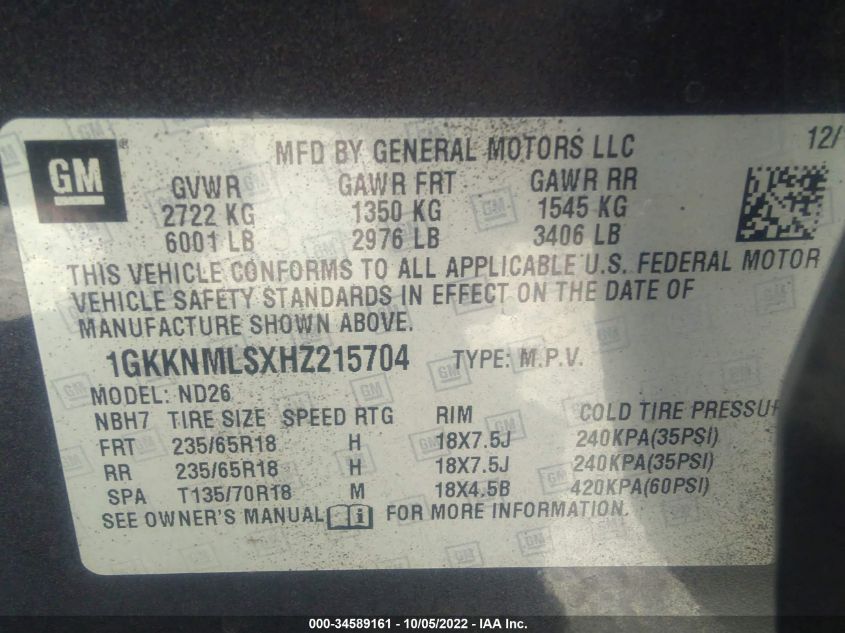 GM ® MFD BY GENERAL MOTORS LLC 12/
GVWR GAWR FRT GAWR RR
2722 KG 1350 KG 1545 KG
6001 LB 2976 LB 3406 LB
THIS VEHICLE CONFORMS TO ALL APPLICABLE U.S. FEDERAL MOTOR
VEHICLE SAFETY STANDARDS IN EFFECT ON THE DATE OF
MANUFACTURE SHOWN ABOVE.
1GKKNMLSXHZ215704 TYPE: M.P.V.
MODEL: ND26
NBH7 TIRE SIZE SPEED RTG RIM COLD TIRE PRESSUR
FRT 235/65R18 H 18X7.5J 240KPA(35PSI)
RR 235/65R18 H 18X7.5J 240KPA(35PSI)
SPA T135/70R18 M 18X4.5B 420KPA(60PSI)
SEE OWNER'S MANUAL i FOR MORE INFORMATION.
000-34589161 - 10/05/2022 - IAA Inc.